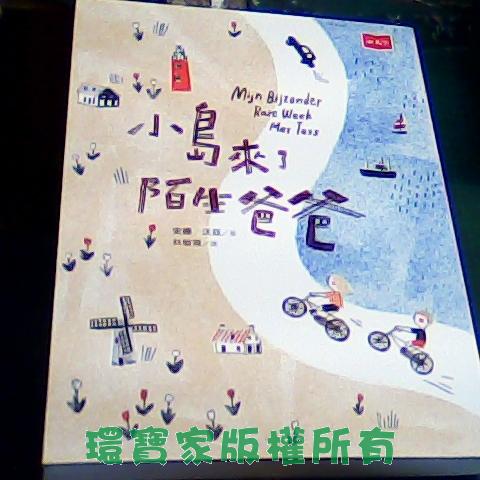 Mijn Bijzonder
Rare Week
Met Tess
小島來了
陌生爸爸
環寶家版權所有